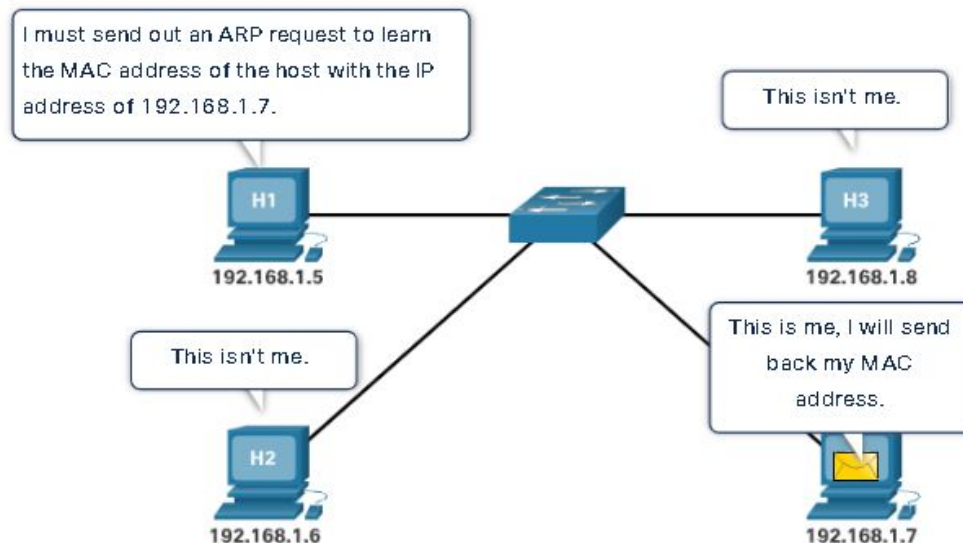 I must send out an ARP request to learn
the MAC address of the host with the IP
address of 192.168.1.7.
This isn't me.
H1
H3
192.168.1.5
192.168.1.8
This isn't me.
This is me, I will send
back my MAC
address.
H2
192.168.1.6
192.168.1.7